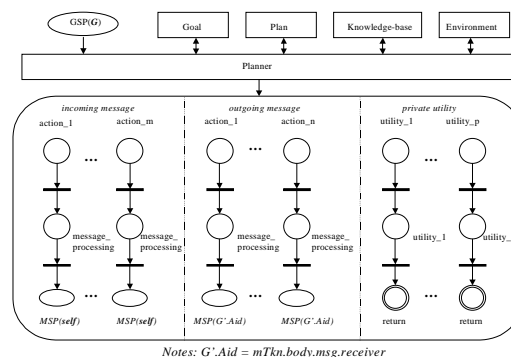 GSP(G)
Goal
Plan
Knowledge-base
Environment
Planner
incoming message
outgoing message
private utility
action_1
action_m
action_1
action_n
utility_1
utility_p
...
...
...
message_
processing
message_
processing
message_
processing
utility_1
utility_
...
...
...
MSP(self)
MSP(self)
MSP(G'.Aid)
MSP(G'.Aid)
return
return
Notes: G'.Aid = mTkn.body.msg.receiver